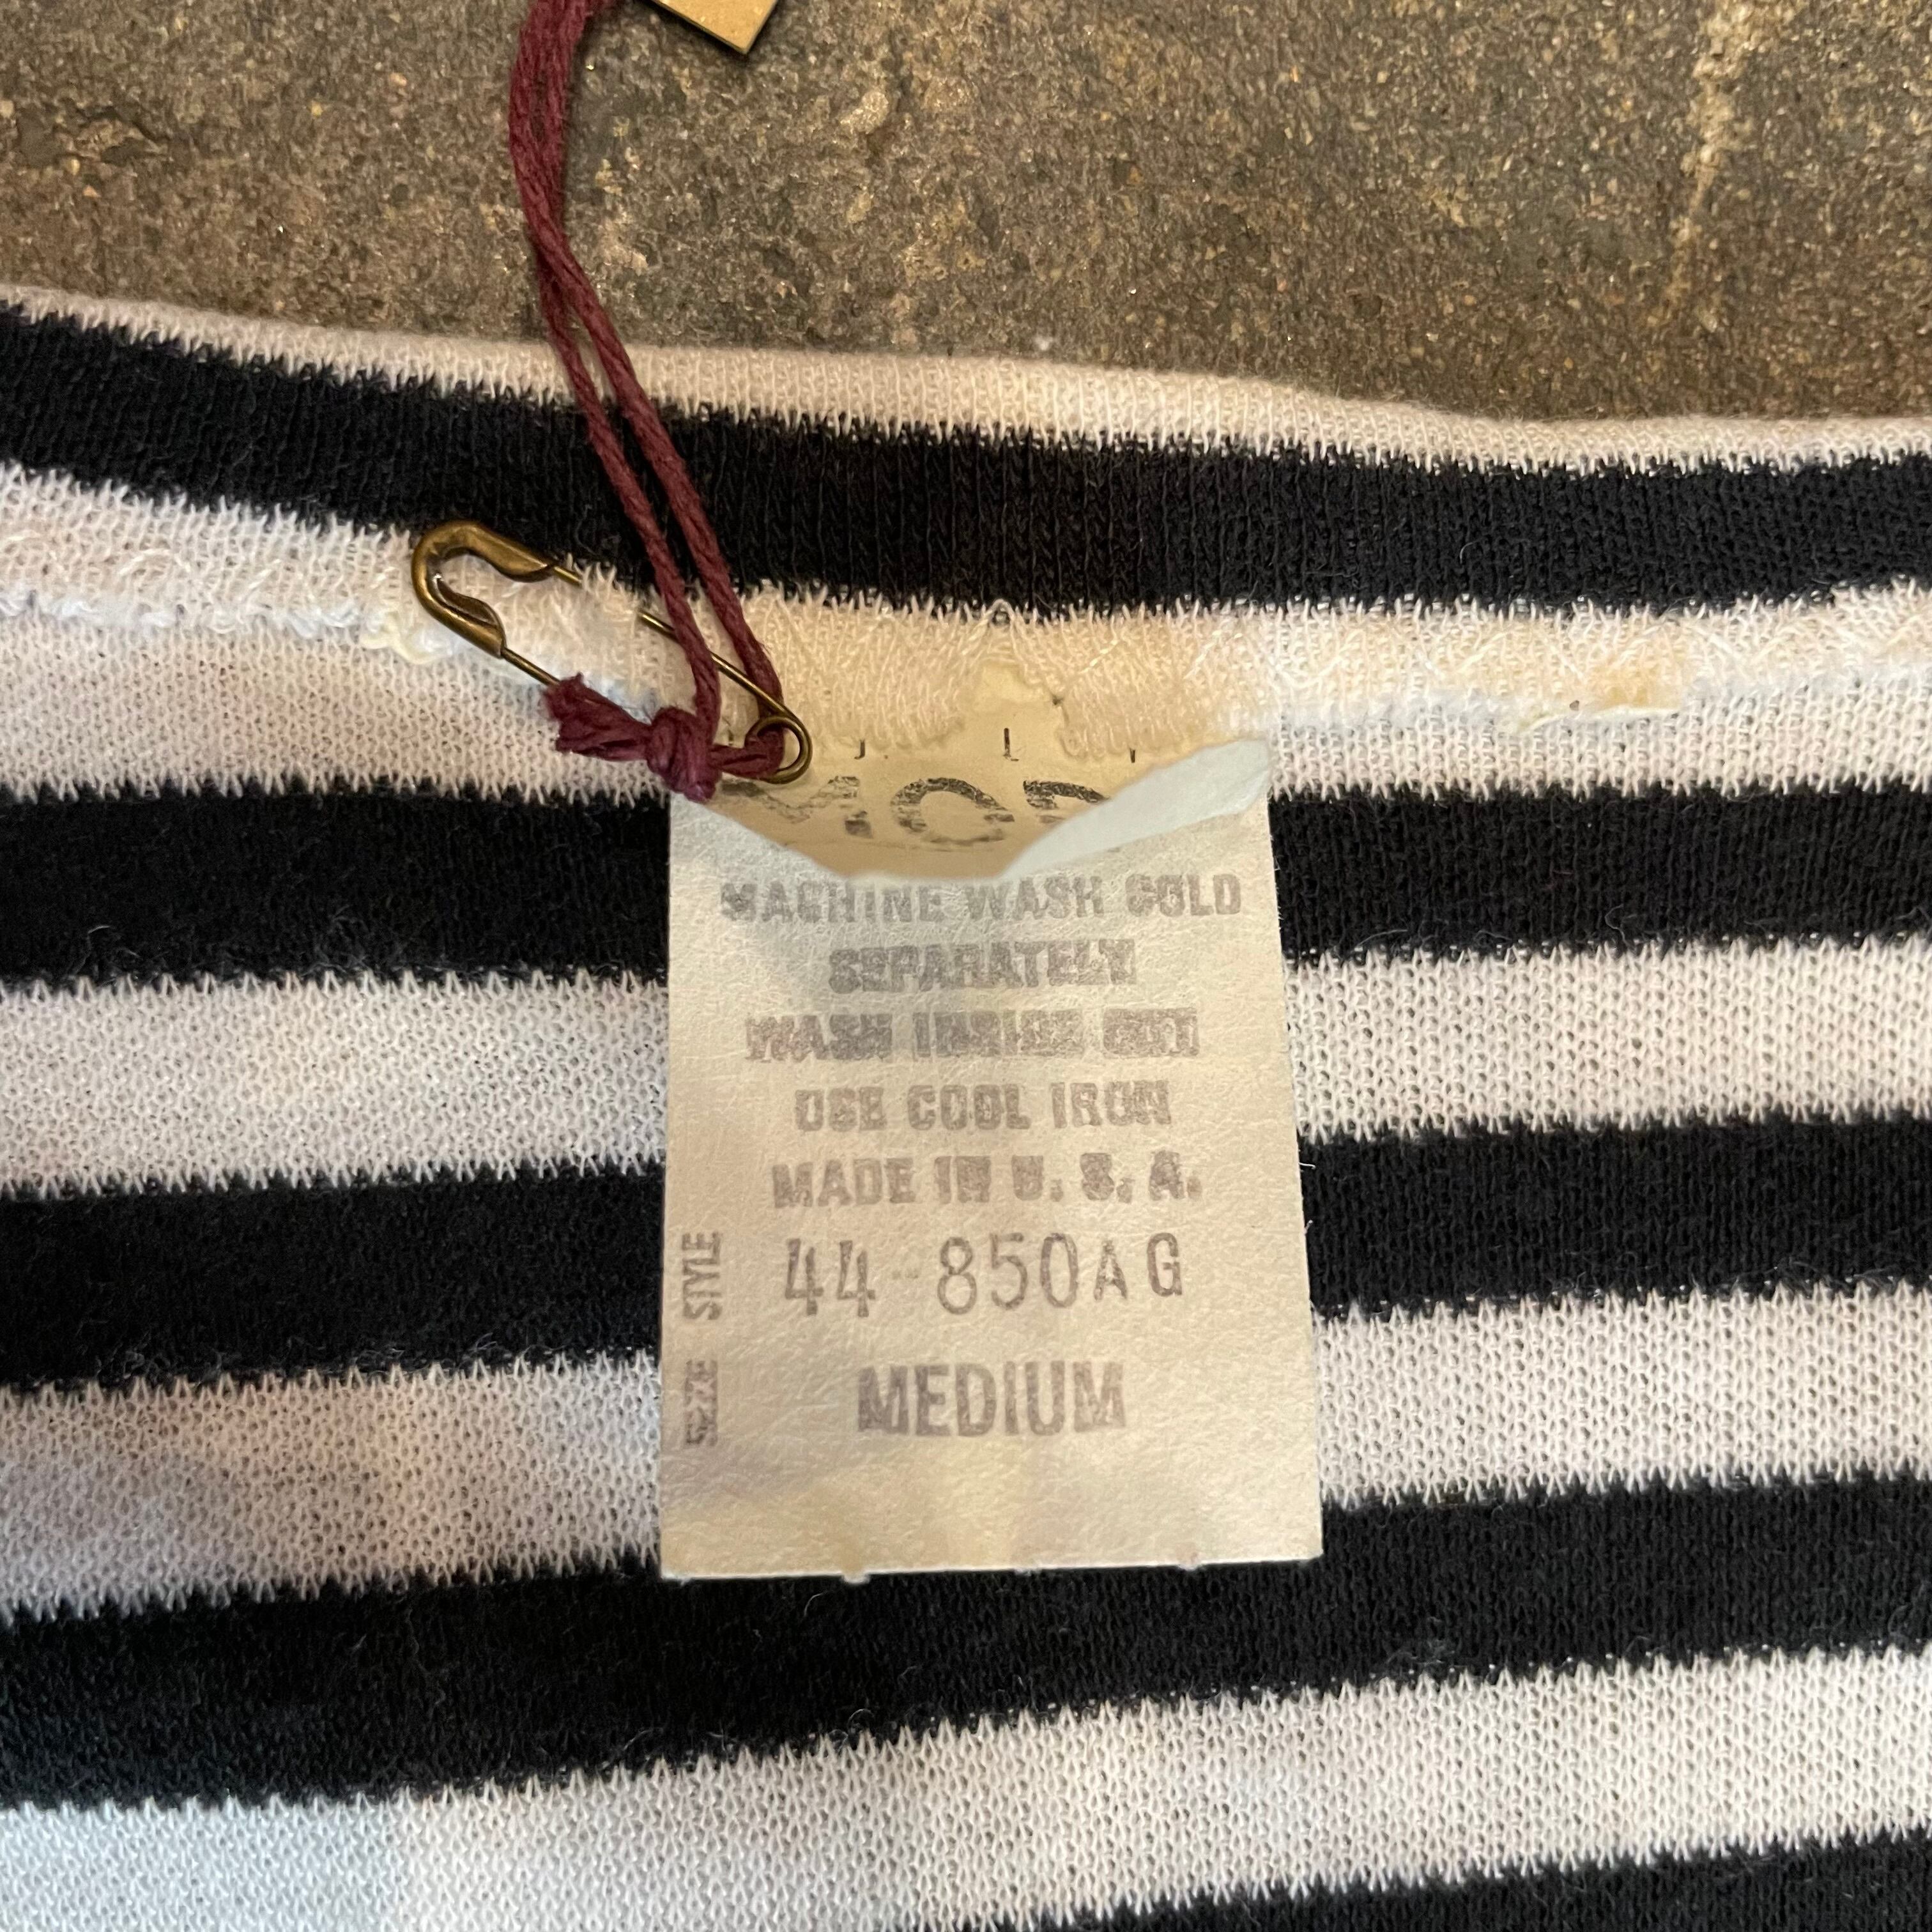 MACHINE WASH COLD
SEPARATELY
WASH INSIDE OUT
USE COOL IRON
MADE IN U.S.A.
STYLE 44-850AG
SIZE MEDIUM